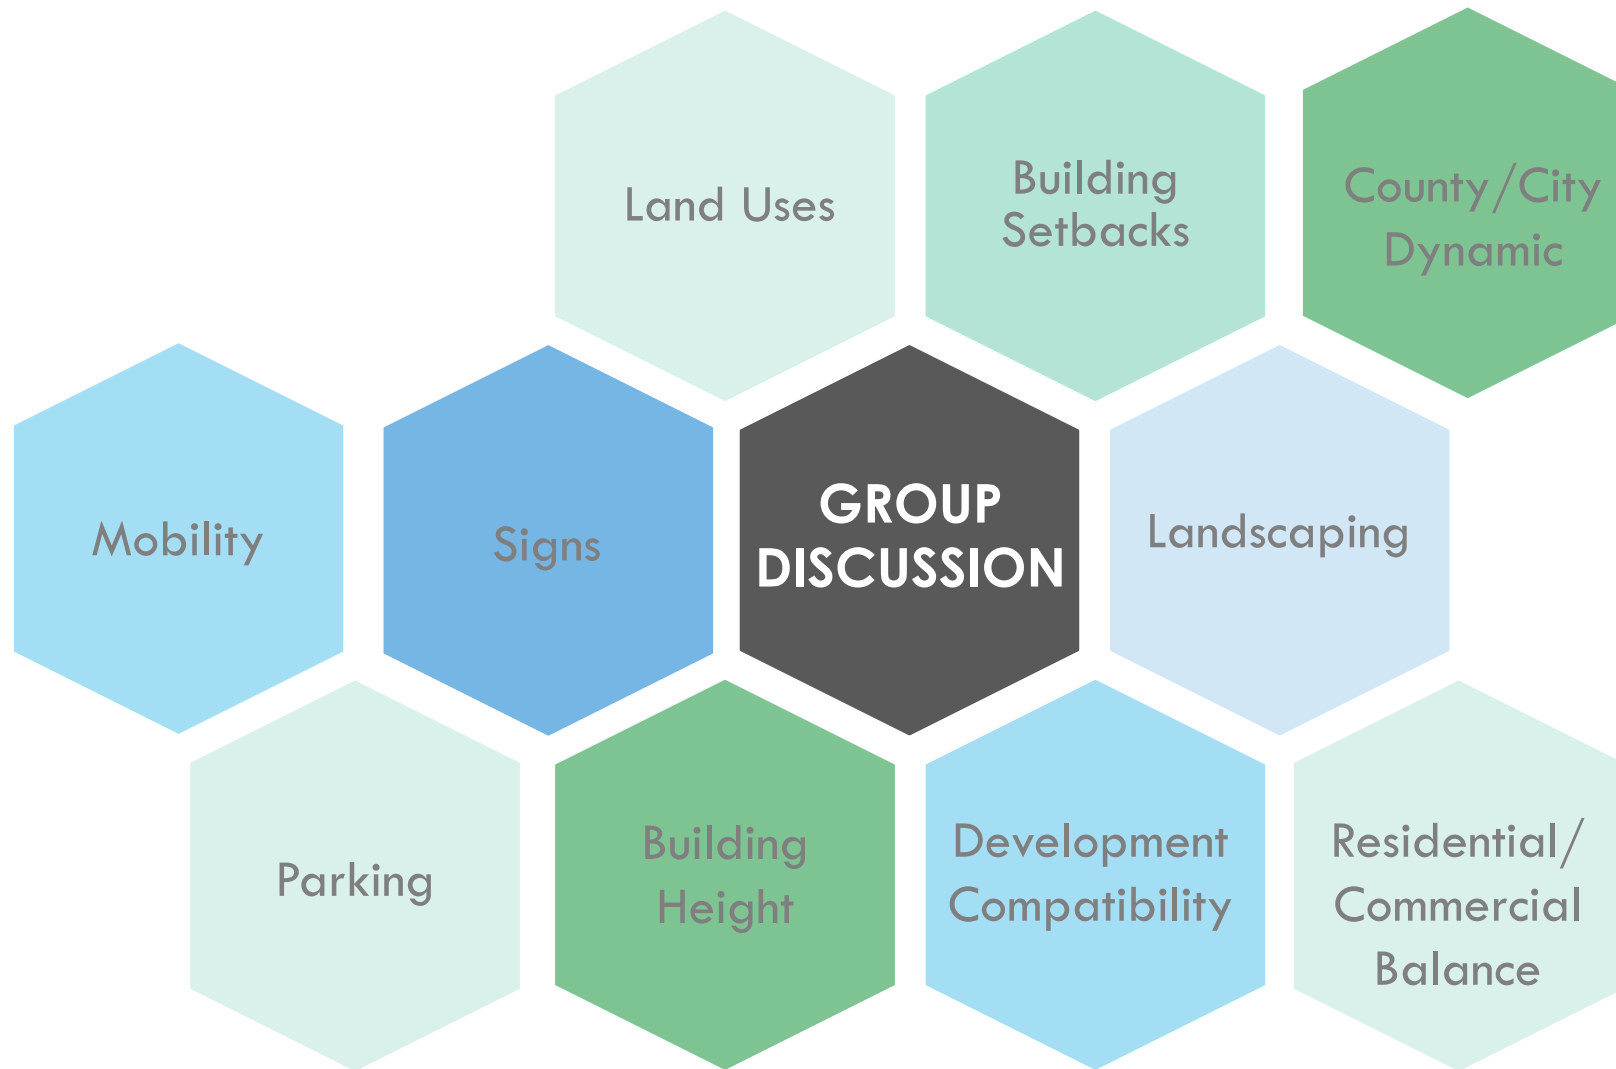 Land Uses
Building
Setbacks
County/City
Dynamic
Mobility
Signs
GROUP
DISCUSSION
Landscaping
Parking
Building
Height
Development
Compatibility
Residential/
Commercial
Balance